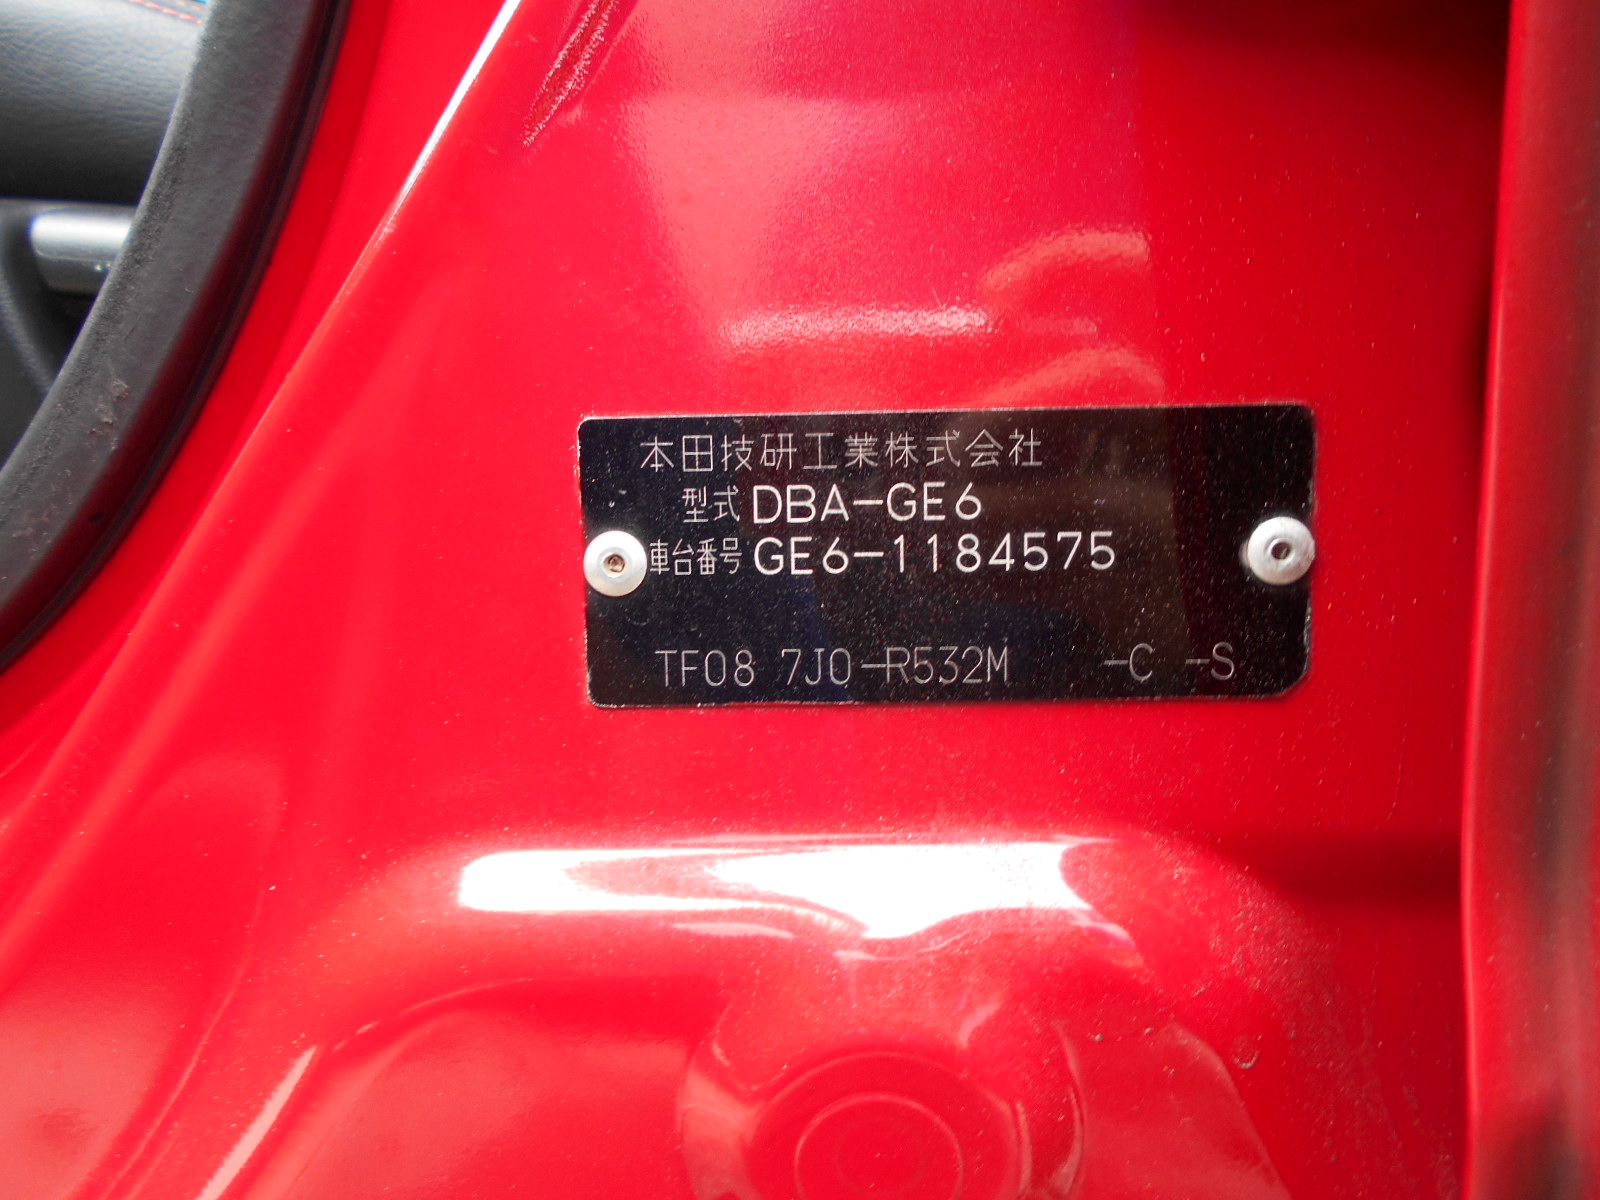 本田技研工業株式会社
型式 DBA-GE6
車台番号 GE6-1184575
TF08 7J0-R532M -C -S